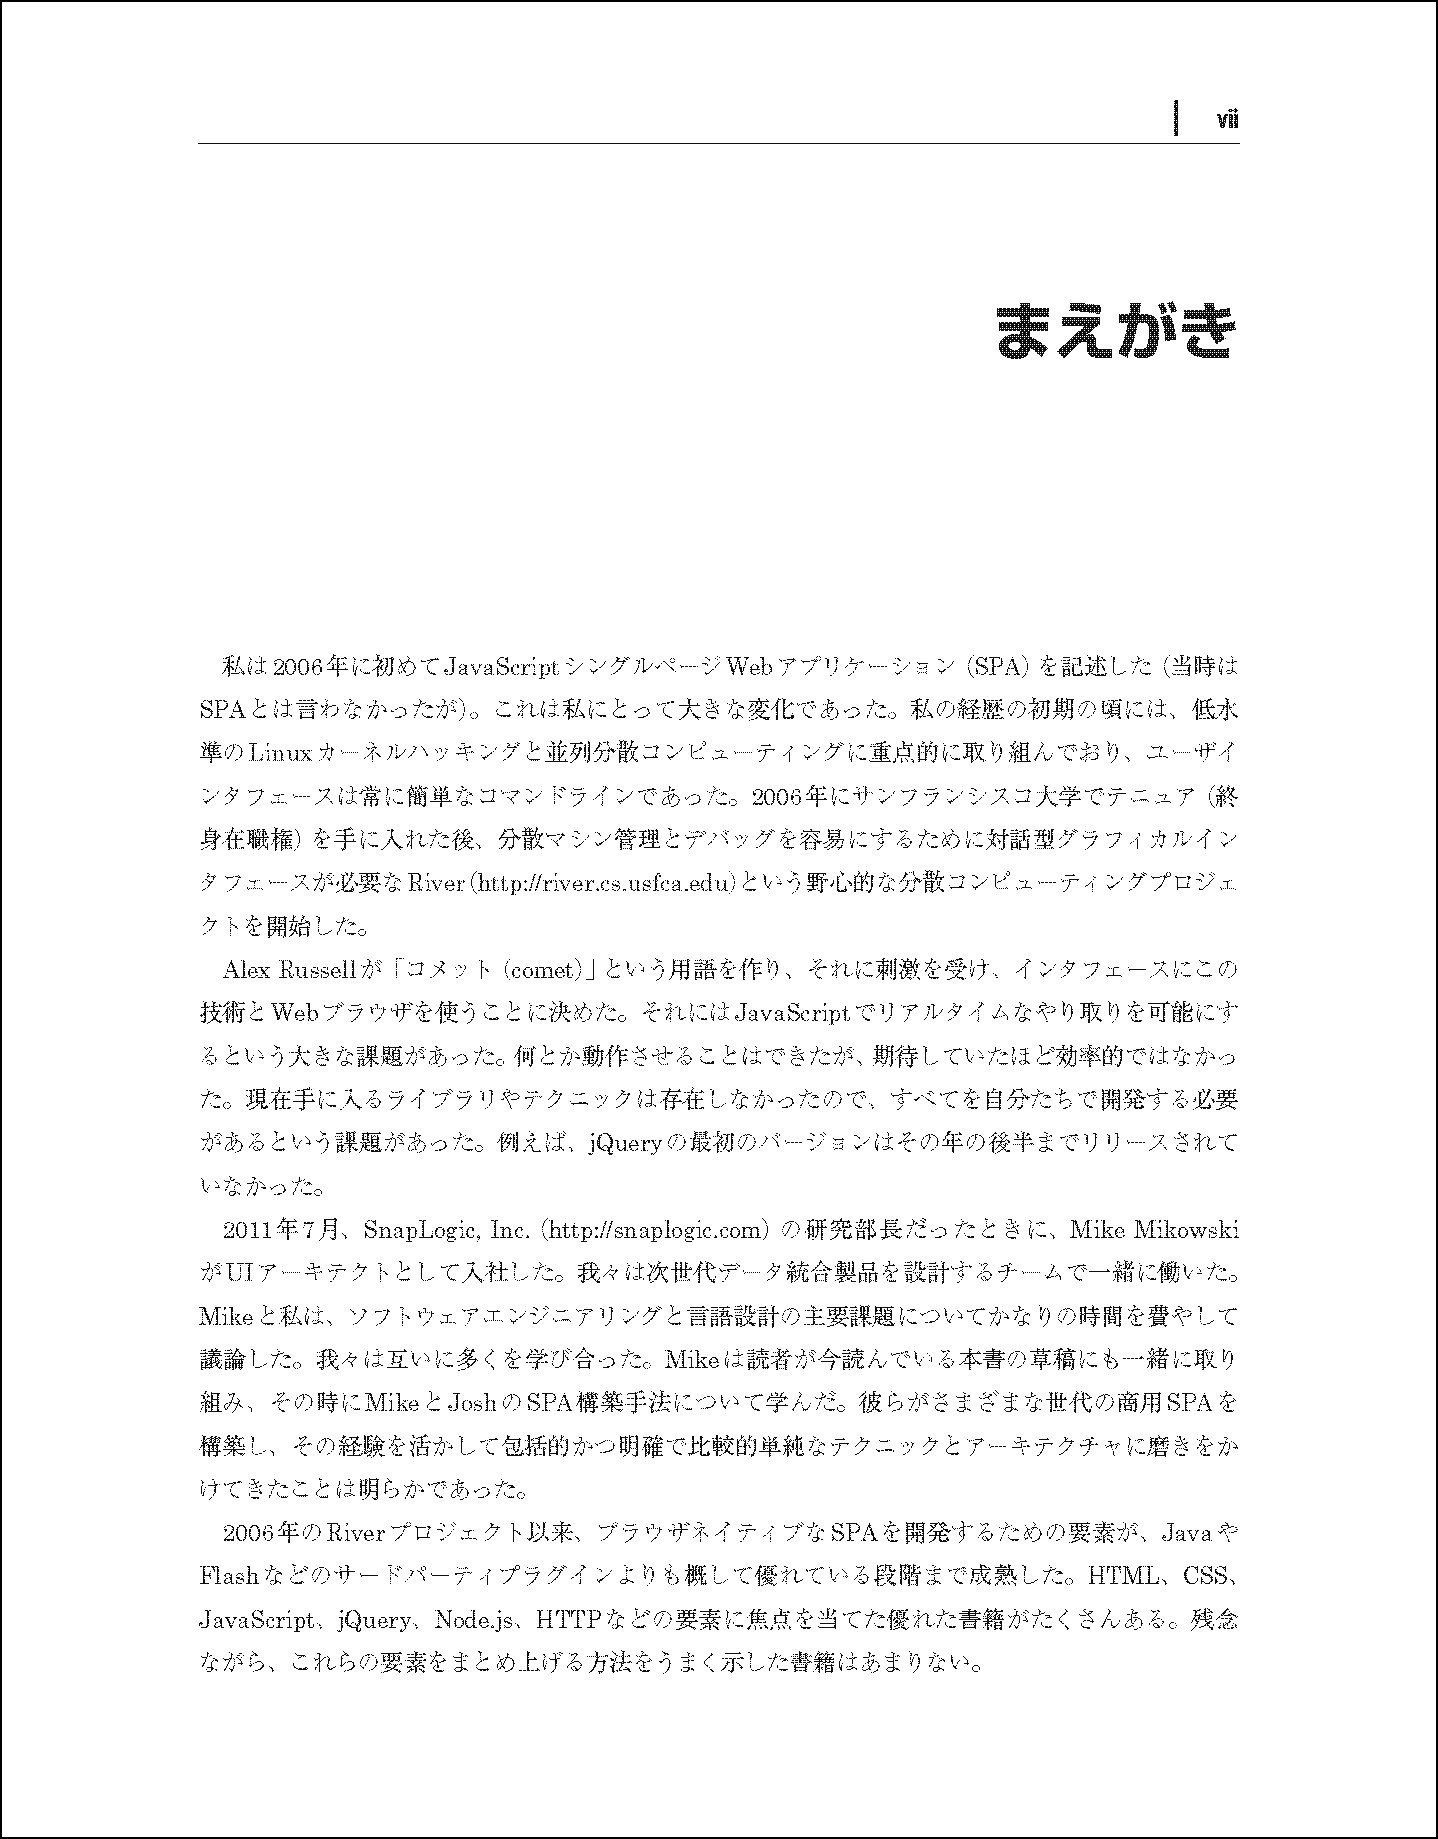 vii
まえがき
私は2006年に初めてJavaScriptシングルページWebアプリケーション（SPA）を記述した（当時は
SPAとは言わなかったが）。これは私にとって大きな変化であった。私の経歴の初期の頃には、低水
準のLinuxカーネルハッキングと並列分散コンピューティングに重点的に取り組んでおり、ユーザイ
ンタフェースは常に簡単なコマンドラインであった。2006年にサンフランシスコ大学でテニュア（終
身在職権）を手に入れた後、分散マシン管理とデバッグを容易にするために対話型グラフィカルイン
タフェースが必要なRiver（http://river.cs.usfca.edu）という野心的な分散コンピューティングプロジェ
クトを開始した。
Alex Russellが「コメット（comet）」という用語を作り、それに刺激を受け、インタフェースにこの
技術とWebブラウザを使うことに決めた。それにはJavaScriptでリアルタイムなやり取りを可能にす
るという大きな課題があった。何とか動作させることはできたが、期待していたほど効率的ではなかっ
た。現在手に入るライブラリやテクニックは存在しなかったので、すべてを自分たちで開発する必要
があるという課題があった。例えば、jQueryの最初のバージョンはその年の後半までリリースされて
いなかった。
2011年7月、SnapLogic, Inc.（http://snaplogic.com）の研究部長だったときに、Mike Mikowski
がUIアーキテクトとして入社した。我々は次世代データ統合製品を設計するチームで一緒に働いた。
Mikeと私は、ソフトウェアエンジニアリングと言語設計の主要課題についてかなりの時間を費やして
議論した。我々は互いに多くを学び合った。Mikeは読者が今読んでいる本書の草稿にも一緒に取り
組み、その時にMikeとJoshのSPA構築手法について学んだ。彼らがさまざまな世代の商用SPAを
構築し、その経験を活かして包括的かつ明確で比較的単純なテクニックとアーキテクチャに磨きをか
けてきたことは明らかであった。
2006年のRiverプロジェクト以来、ブラウザネイティブなSPAを開発するための要素が、Javaや
Flashなどのサードパーティプラグインよりも概して優れている段階まで成熟した。HTML、CSS、
JavaScript、jQuery、Node.js、HTTPなどの要素に焦点を当てた優れた書籍がたくさんある。残念
ながら、これらの要素をまとめ上げる方法をうまく示した書籍はあまりない。